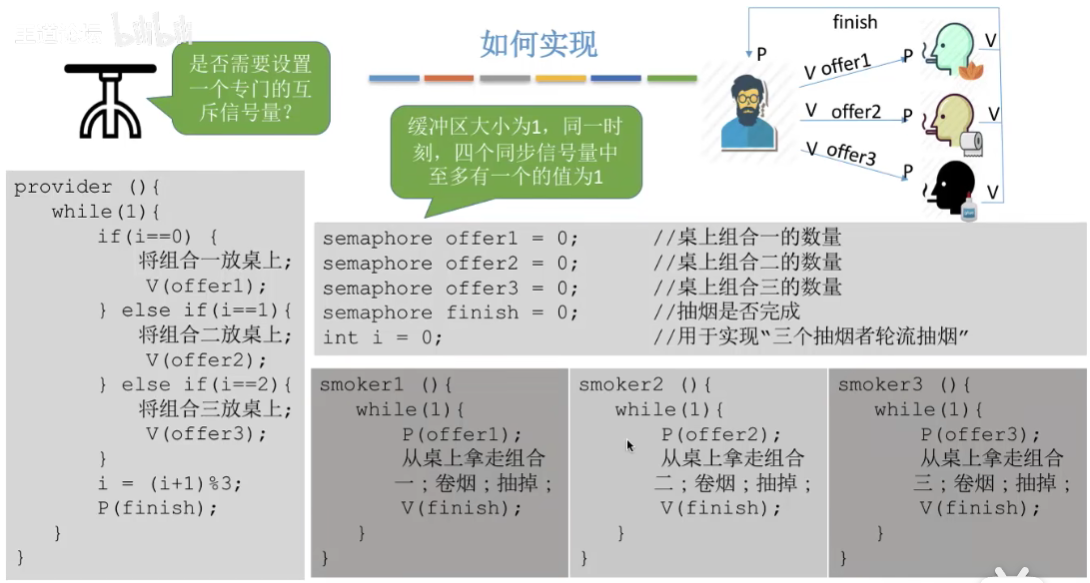 王道论坛 bilibili
如何实现
是否需要设置
一个专门的互
斥信号量？
缓冲区大小为1，同一时
刻，四个同步信号量中
至多有一个的值为1
finish
P
V offer1
P
V
V offer2
P
V
V offer3
P
V
provider (){
while(1){
if(i==0) {
将组合一放桌上;
V(offer1);
} else if(i==1){
将组合二放桌上;
V(offer2);
} else if(i==2){
将组合三放桌上;
V(offer3);
}
i = (i+1)%3;
P(finish);
}
}
semaphore offer1 = 0; //桌上组合一的数量
semaphore offer2 = 0; //桌上组合二的数量
semaphore offer3 = 0; //桌上组合三的数量
semaphore finish = 0; //抽烟是否完成
int i = 0; //用于实现“三个抽烟者轮流抽烟”
smoker1 (){
while(1){
P(offer1);
从桌上拿走组合
一；卷烟；抽掉；
V(finish);
}
}
smoker2 (){
while(1){
P(offer2);
从桌上拿走组合
二；卷烟；抽掉；
V(finish);
}
}
smoker3 (){
while(1){
P(offer3);
从桌上拿走组合
三；卷烟；抽掉；
V(finish);
}
}